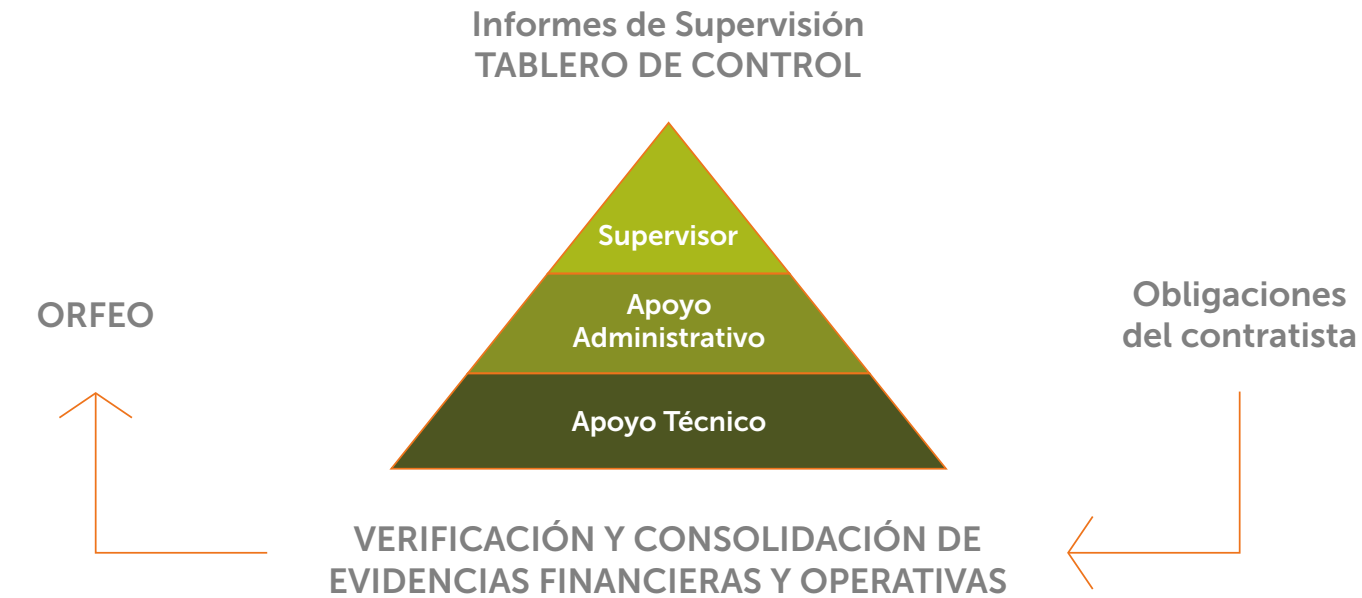 Informes de Supervisión
TABLERO DE CONTROL
Supervisor
Apoyo
Administrativo
Apoyo Técnico
ORFEO
Obligaciones
del contratista
VERIFICACIÓN Y CONSOLIDACIÓN DE
EVIDENCIAS FINANCIERAS Y OPERATIVAS